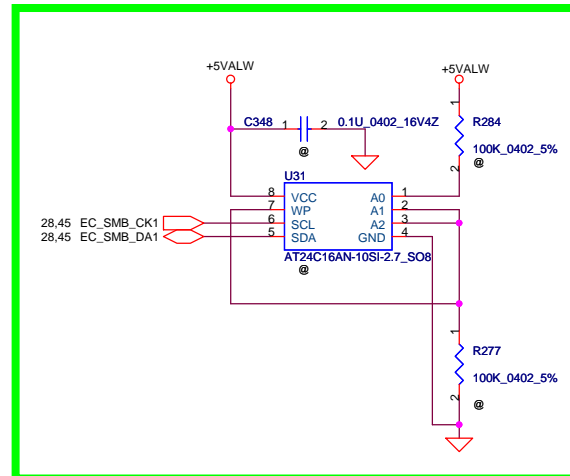 +5VALW
+5VALW
C348 1 2 0.1U_0402_16V4Z
@
1
R284
100K_0402_5%
2 @
U31
8 VCC A0 1
7 WP A1 2
28,45 EC_SMB_CK1 6 SCL A2 3
28,45 EC_SMB_DA1 5 SDA GND 4
AT24C16AN-10SI-2.7_SO8
@
1
R277
100K_0402_5%
2 @